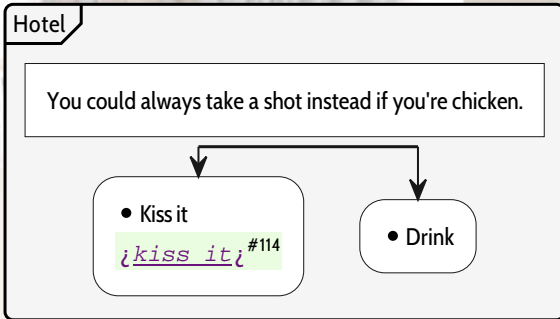 Hotel
You could always take a shot instead if you're chicken.
• Kiss it
¿kiss it¿#114
• Drink